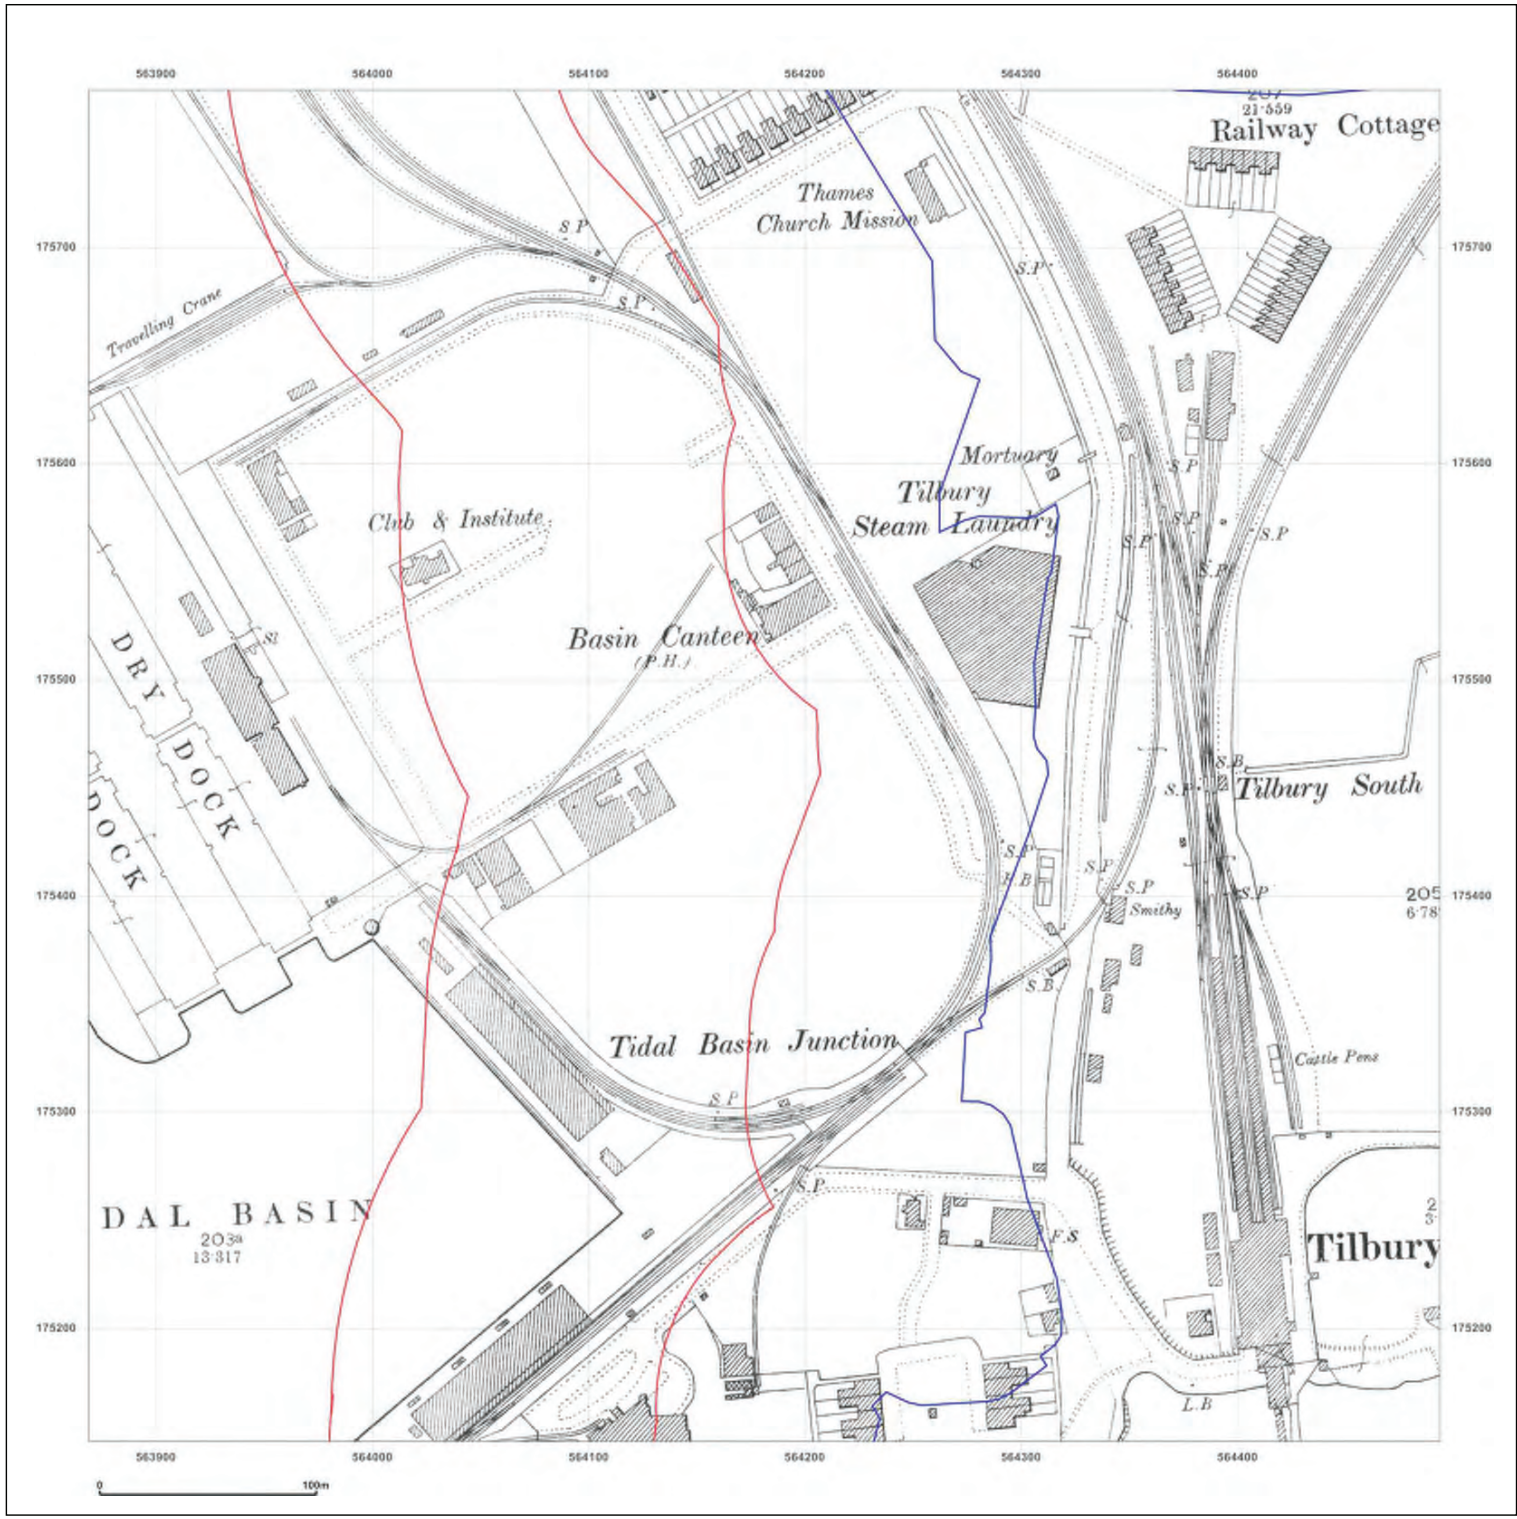 563900 564000 564100 564200 564300 564400
21·559
Railway Cottage
Thames
Church Mission
S.P
175700 175700
S.P
S.P
Travelling Crane
Mortuary
175600 175600
S.P
Tilbury
Steam Laundry
Club & Institute
S.P
S.P
S.P
S.P
DRY
DOCK
Basin Canteen
(P.H.)
175500 175500
S.B
Tilbury South
S.P
DOCK
S.P
S.P
S.P
S.P
175400 175400
205
6·78
Smithy
S.B.
Tidal Basin Junction
Cattle Pens
S.P
175300 175300
S.P
DAL BASIN
203a
13·317
F.S
Tilbury
175200 175200
L.B
563900 564000 564100 564200 564300 564400
0 100m